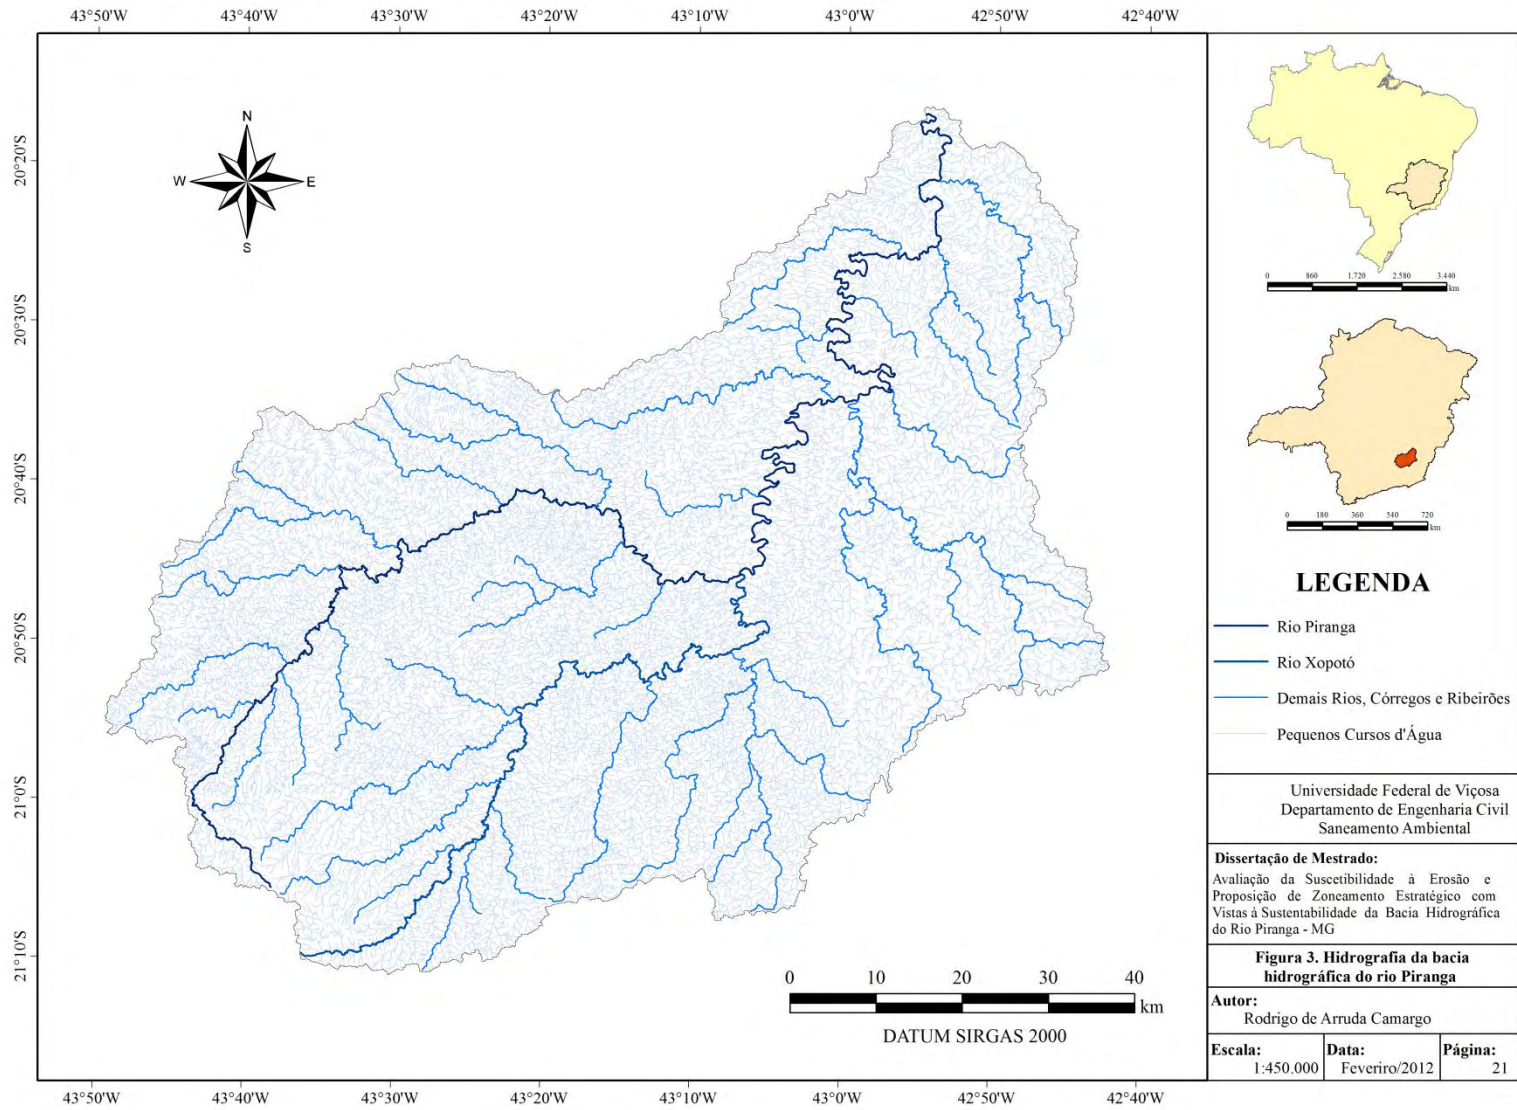 43°50'W 43°40'W 43°30'W 43°20'W 43°10'W 43°0'W 42°50'W 42°40'W
20°20'S
20°30'S
20°40'S
20°50'S
21°0'S
21°10'S
N
W E
S
0 10 20 30 40
km
DATUM SIRGAS 2000
43°50'W 43°40'W 43°30'W 43°20'W 43°10'W 43°0'W 42°50'W 42°40'W
0 860 1.720 2.580 3.440
km
0 180 360 540 720
km
LEGENDA
Rio Piranga
Rio Xopotó
Demais Rios, Córregos e Ribeirões
Pequenos Cursos d'Água
Universidade Federal de Viçosa
Departamento de Engenharia Civil
Saneamento Ambiental
Dissertação de Mestrado:
Avaliação da Suscetibilidade à Erosão e
Proposição de Zoneamento Estratégico com
Vistas à Sustentabilidade da Bacia Hidrográfica
do Rio Piranga - MG
Figura 3. Hidrografia da bacia
hidrográfica do rio Piranga
Autor:
Rodrigo de Arruda Camargo
Escala: Data: Página:
1:450.000 Feveriro/2012 21